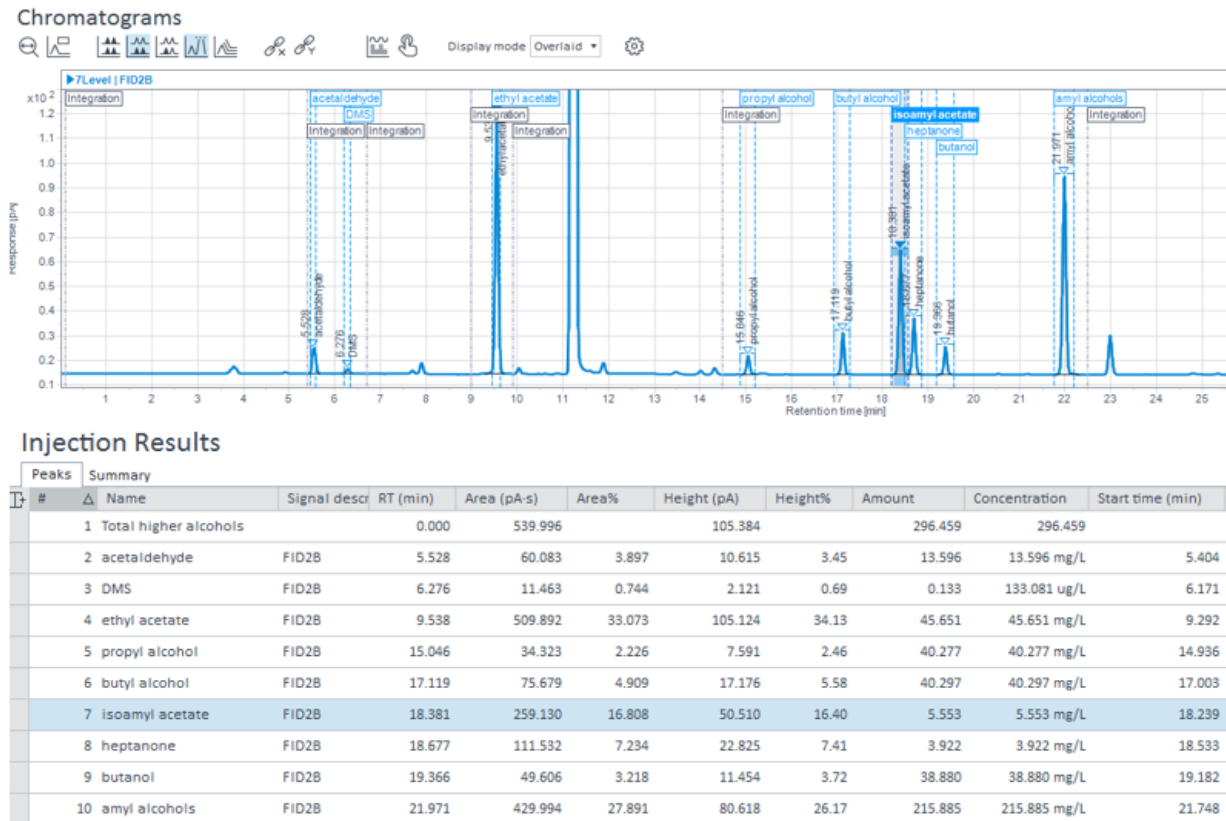 Chromatograms
Display mode Overlaid
7Level | FID2B
x10 2
Integration
acetaldehyde
ethyl acetate
propyl alcohol
butyl alcohol
amyl alcohols
DMS
Integration
isoamyl acetate
Integration
Integration
Integration
Integration
Integration
Integration
heptanone
butanol
1.2
1.1
1.0
0.9
0.8
0.7
0.6
0.5
0.4
0.3
0.2
0.1
Response [pA]
5.528
acetaldehyde
6.276
DMS
ethyl acetate
15.046
propyl alcohol
17.119
butyl alcohol
18.381
isoamyl acetate
heptanone
19.366
butanol
21.971
amyl alcoho
1 2 3 4 5 6 7 8 9 10 11 12 13 14 15 16 17 18 19 20 21 22 23 24 25
Retention time [min]
Injection Results
Peaks Summary
# Name Signal descr RT (min) Area (pA·s) Area% Height (pA) Height% Amount Concentration Start time (min)
1 Total higher alcohols 0.000 539.996 105.384 296.459 296.459
2 acetaldehyde FID2B 5.528 60.083 3.897 10.615 3.45 13.596 13.596 mg/L 5.404
3 DMS FID2B 6.276 11.463 0.744 2.121 0.69 0.133 133.081 ug/L 6.171
4 ethyl acetate FID2B 9.538 509.892 33.073 105.124 34.13 45.651 45.651 mg/L 9.292
5 propyl alcohol FID2B 15.046 34.323 2.226 7.591 2.46 40.277 40.277 mg/L 14.936
6 butyl alcohol FID2B 17.119 75.679 4.909 17.176 5.58 40.297 40.297 mg/L 17.003
7 isoamyl acetate FID2B 18.381 259.130 16.808 50.510 16.40 5.553 5.553 mg/L 18.239
8 heptanone FID2B 18.677 111.532 7.234 22.825 7.41 3.922 3.922 mg/L 18.533
9 butanol FID2B 19.366 49.606 3.218 11.454 3.72 38.880 38.880 mg/L 19.182
10 amyl alcohols FID2B 21.971 429.994 27.891 80.618 26.17 215.885 215.885 mg/L 21.748